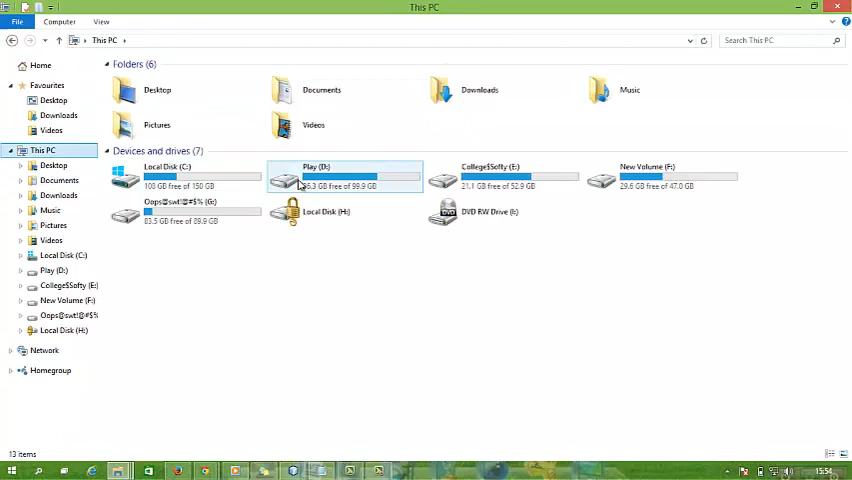 This PC
File Computer View
This PC
Search This PC
Home
Favourites
Desktop
Downloads
Videos
This PC
Desktop
Documents
Downloads
Music
Pictures
Videos
Local Disk (C:)
Play (D:)
College$Softy (E:)
New Volume (F:)
Oops@swt!@#$%
Local Disk (H:)
Network
Homegroup
Folders (6)
Desktop
Documents
Downloads
Music
Pictures
Videos
Devices and drives (7)
Local Disk (C:)
108 GB free of 150 GB
Play (D:)
6.3 GB free of 99.9 GB
College$Softy (E:)
21.1 GB free of 52.9 GB
New Volume (F:)
29.6 GB free of 47.0 GB
Oops@swt!@#$% (G:)
83.5 GB free of 89.9 GB
Local Disk (H:)
DVD RW Drive (I:)
13 items
15:54